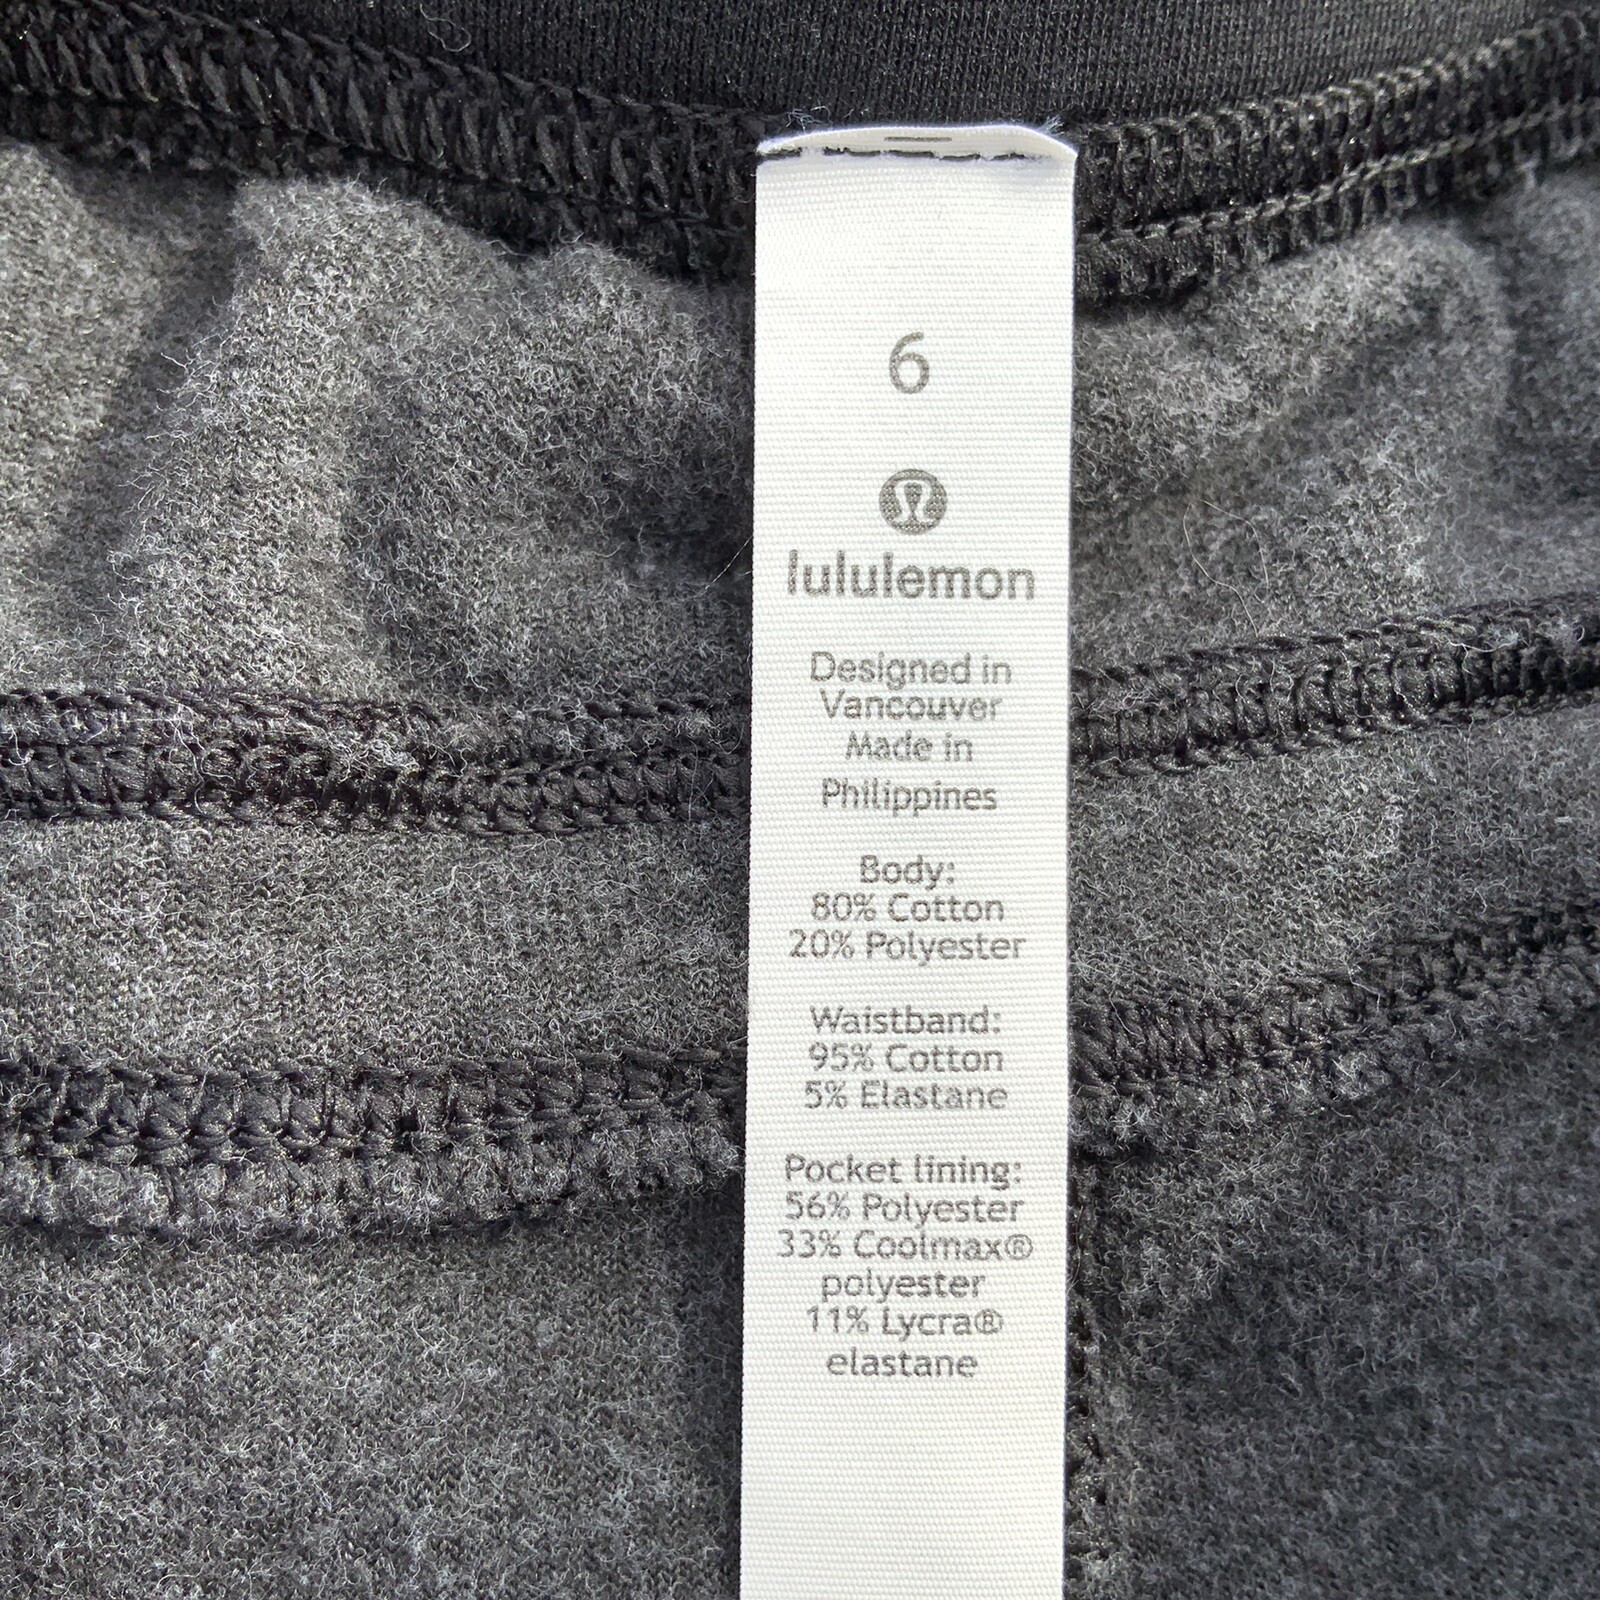 6
lululemon
Designed in
Vancouver
Made in
Philippines
Body:
80% Cotton
20% Polyester
Waistband:
95% Cotton
5% Elastane
Pocket lining:
56% Polyester
33% Coolmax®
polyester
11% Lycra®
elastane